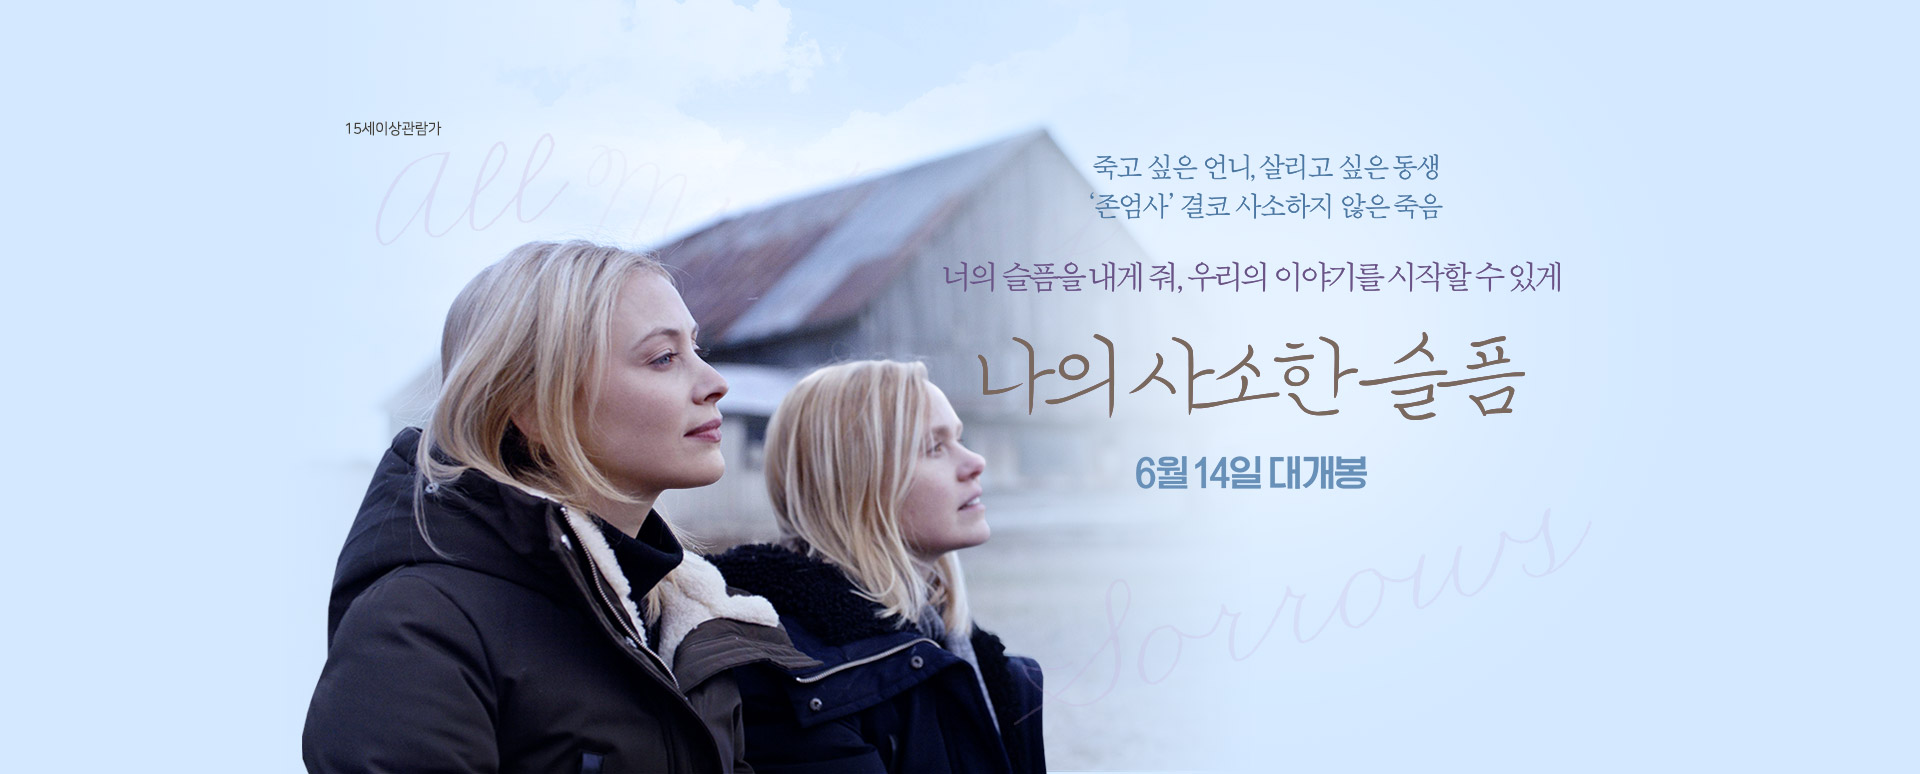 15세이상관람가
all m
죽고 싶은 언니, 살리고 싶은 동생
‘존엄사’ 결코 사소하지 않은 죽음
너의 슬픔을 내게 줘, 우리의 이야기를 시작할 수 있게
나의 사소한 슬픔
6월 14일 대개봉
Sorrows